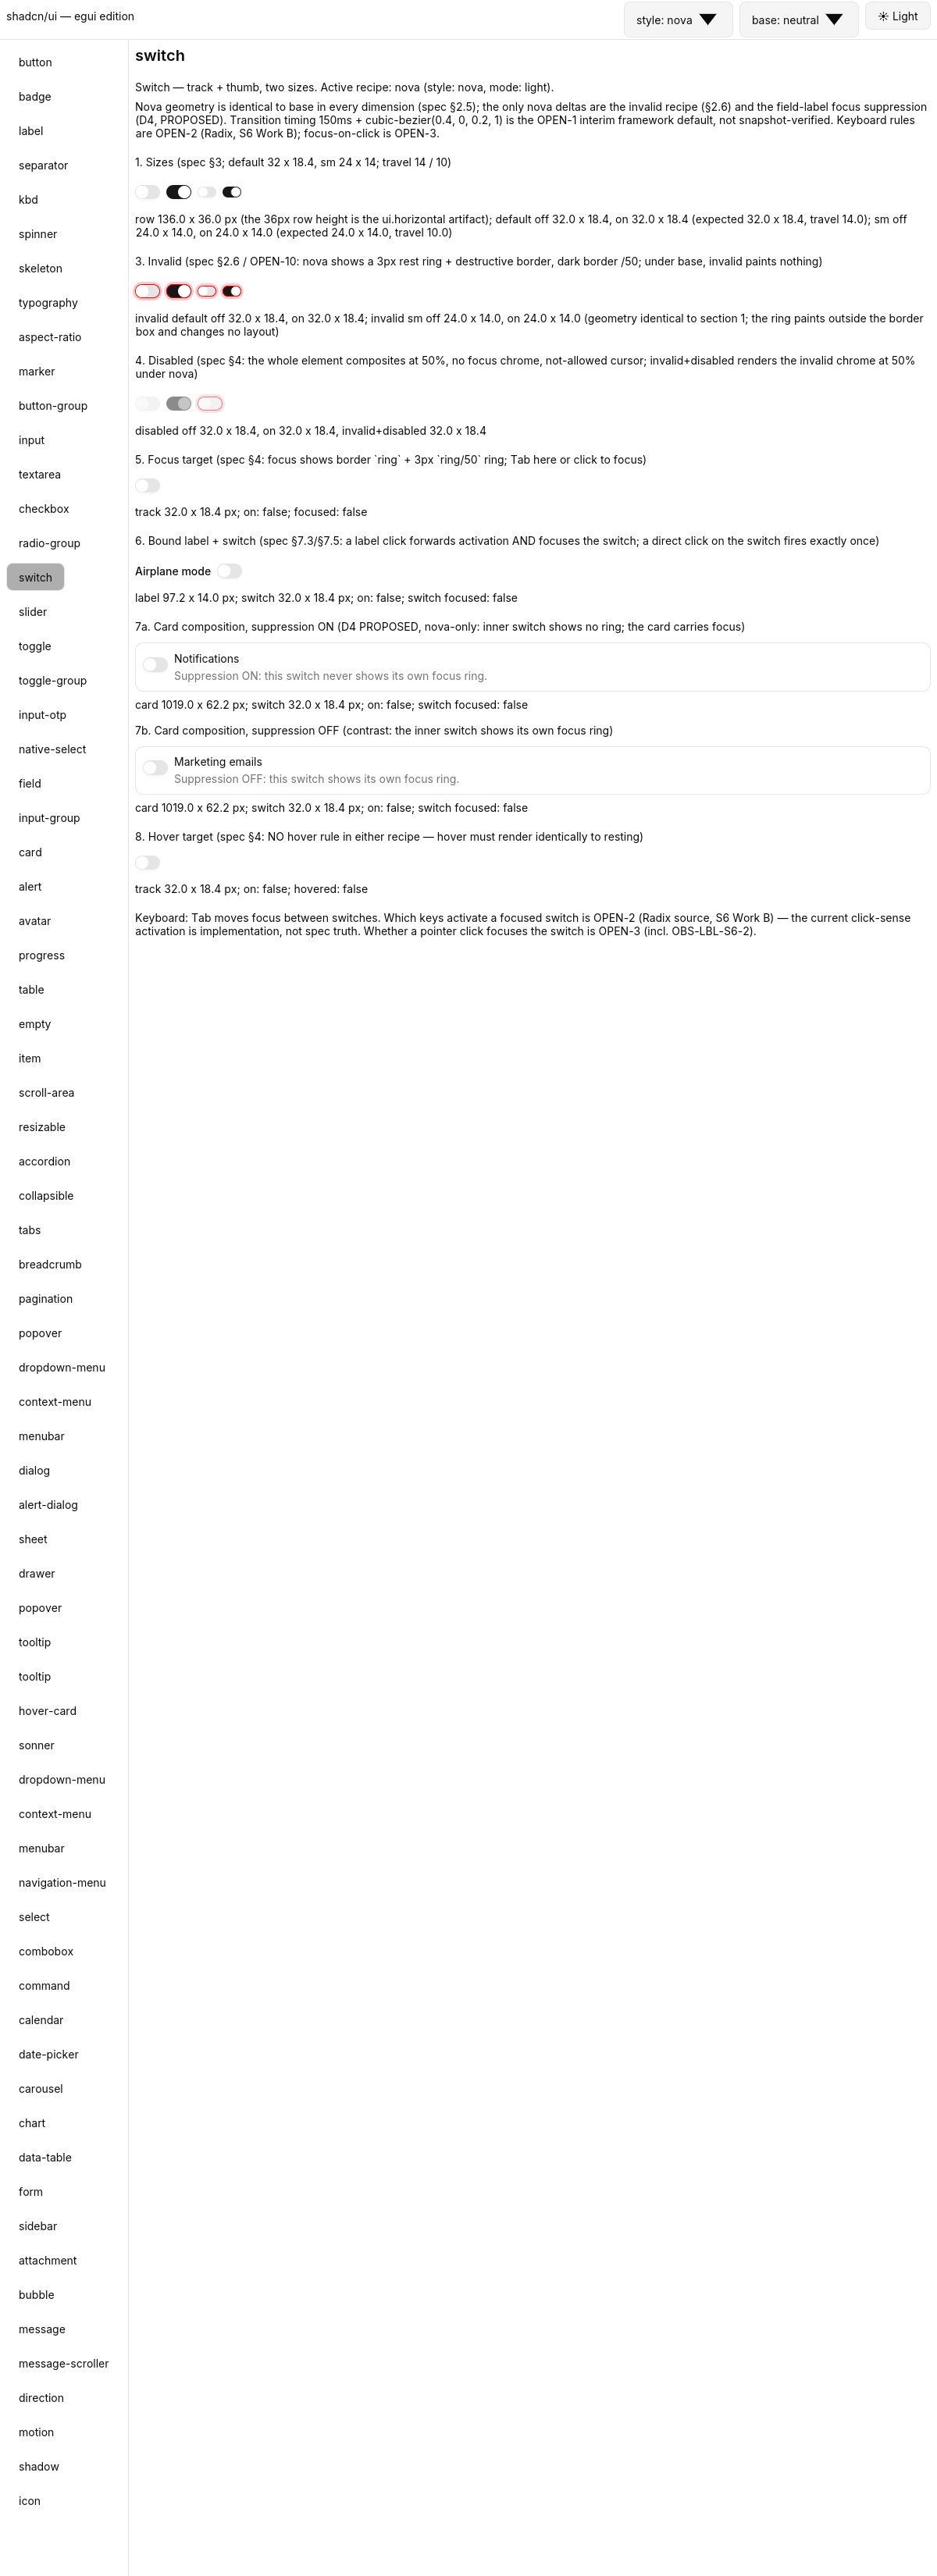 shadcn/ui — egui edition
style: nova
base: neutral
☀ Light
button
badge
label
separator
kbd
spinner
skeleton
typography
aspect-ratio
marker
button-group
input
textarea
checkbox
radio-group
switch
slider
toggle
toggle-group
input-otp
native-select
field
input-group
card
alert
avatar
progress
table
empty
item
scroll-area
resizable
accordion
collapsible
tabs
breadcrumb
pagination
popover
dropdown-menu
context-menu
menubar
dialog
alert-dialog
sheet
drawer
popover
tooltip
tooltip
hover-card
sonner
dropdown-menu
context-menu
menubar
navigation-menu
select
combobox
command
calendar
date-picker
carousel
chart
data-table
form
sidebar
attachment
bubble
message
message-scroller
direction
motion
shadow
icon
switch
Switch — track + thumb, two sizes. Active recipe: nova (style: nova, mode: light).
Nova geometry is identical to base in every dimension (spec §2.5); the only nova deltas are the invalid recipe (§2.6) and the field-label focus suppression
(D4, PROPOSED). Transition timing 150ms + cubic-bezier(0.4, 0, 0.2, 1) is the OPEN-1 interim framework default, not snapshot-verified. Keyboard rules
are OPEN-2 (Radix, S6 Work B); focus-on-click is OPEN-3.
1. Sizes (spec §3; default 32 x 18.4, sm 24 x 14; travel 14 / 10)
row 136.0 x 36.0 px (the 36px row height is the ui.horizontal artifact); default off 32.0 x 18.4, on 32.0 x 18.4 (expected 32.0 x 18.4, travel 14.0); sm off
24.0 x 14.0, on 24.0 x 14.0 (expected 24.0 x 14.0, travel 10.0)
3. Invalid (spec §2.6 / OPEN-10: nova shows a 3px rest ring + destructive border, dark border /50; under base, invalid paints nothing)
invalid default off 32.0 x 18.4, on 32.0 x 18.4; invalid sm off 24.0 x 14.0, on 24.0 x 14.0 (geometry identical to section 1; the ring paints outside the border
box and changes no layout)
4. Disabled (spec §4: the whole element composites at 50%, no focus chrome, not-allowed cursor; invalid+disabled renders the invalid chrome at 50%
under nova)
disabled off 32.0 x 18.4, on 32.0 x 18.4, invalid+disabled 32.0 x 18.4
5. Focus target (spec §4: focus shows border `ring` + 3px `ring/50` ring; Tab here or click to focus)
track 32.0 x 18.4 px; on: false; focused: false
6. Bound label + switch (spec §7.3/§7.5: a label click forwards activation AND focuses the switch; a direct click on the switch fires exactly once)
Airplane mode
label 97.2 x 14.0 px; switch 32.0 x 18.4 px; on: false; switch focused: false
7a. Card composition, suppression ON (D4 PROPOSED, nova-only: inner switch shows no ring; the card carries focus)
Notifications
Suppression ON: this switch never shows its own focus ring.
card 1019.0 x 62.2 px; switch 32.0 x 18.4 px; on: false; switch focused: false
7b. Card composition, suppression OFF (contrast: the inner switch shows its own focus ring)
Marketing emails
Suppression OFF: this switch shows its own focus ring.
card 1019.0 x 62.2 px; switch 32.0 x 18.4 px; on: false; switch focused: false
8. Hover target (spec §4: NO hover rule in either recipe — hover must render identically to resting)
track 32.0 x 18.4 px; on: false; hovered: false
Keyboard: Tab moves focus between switches. Which keys activate a focused switch is OPEN-2 (Radix source, S6 Work B) — the current click-sense
activation is implementation, not spec truth. Whether a pointer click focuses the switch is OPEN-3 (incl. OBS-LBL-S6-2).